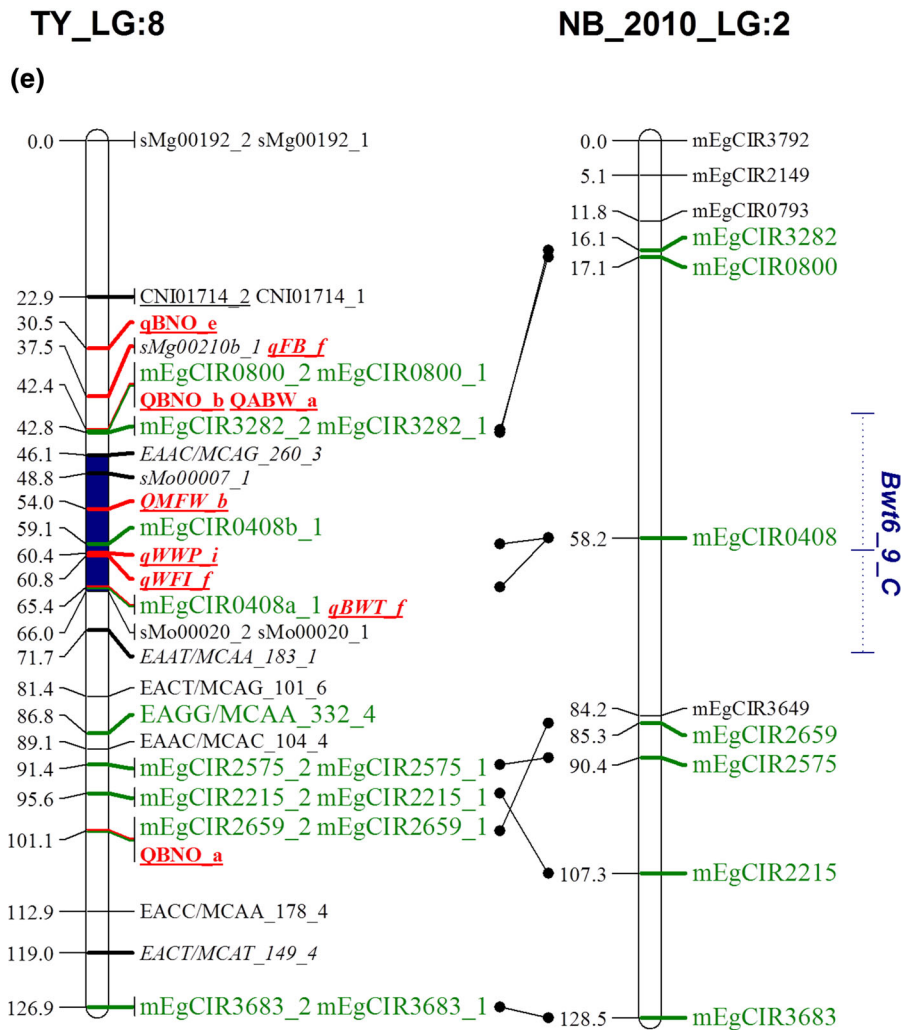 TY_LG:8
NB_2010_LG:2
(e)
0.0 sMg00192_2 sMg00192_1
22.9 CNI01714_2 CNI01714_1
30.5 qBNO_e
37.5 sMg00210b_1 qFB_f
42.4 mEgCIR0800_2 mEgCIR0800_1
QBNO_b QABW_a
42.8 mEgCIR3282_2 mEgCIR3282_1
46.1 EAAC/MCAG_260_3
48.8 sMo00007_1
54.0 QMFW_b
59.1 mEgCIR0408b_1
60.4 qWWP_i
60.8 qWFI_f
65.4 mEgCIR0408a_1 qBWT_f
66.0 sMo00020_2 sMo00020_1
71.7 EAAT/MCAA_183_1
81.4 EACT/MCAG_101_6
86.8 EAGG/MCAA_332_4
89.1 EAAC/MCAC_104_4
91.4 mEgCIR2575_2 mEgCIR2575_1
95.6 mEgCIR2215_2 mEgCIR2215_1
101.1 mEgCIR2659_2 mEgCIR2659_1
QBNO_a
112.9 EACC/MCAA_178_4
119.0 EACT/MCAT_149_4
126.9 mEgCIR3683_2 mEgCIR3683_1
0.0 mEgCIR3792
5.1 mEgCIR2149
11.8 mEgCIR0793
16.1 mEgCIR3282
17.1 mEgCIR0800
58.2 mEgCIR0408
84.2 mEgCIR3649
85.3 mEgCIR2659
90.4 mEgCIR2575
107.3 mEgCIR2215
128.5 mEgCIR3683
Bwt6_9_C